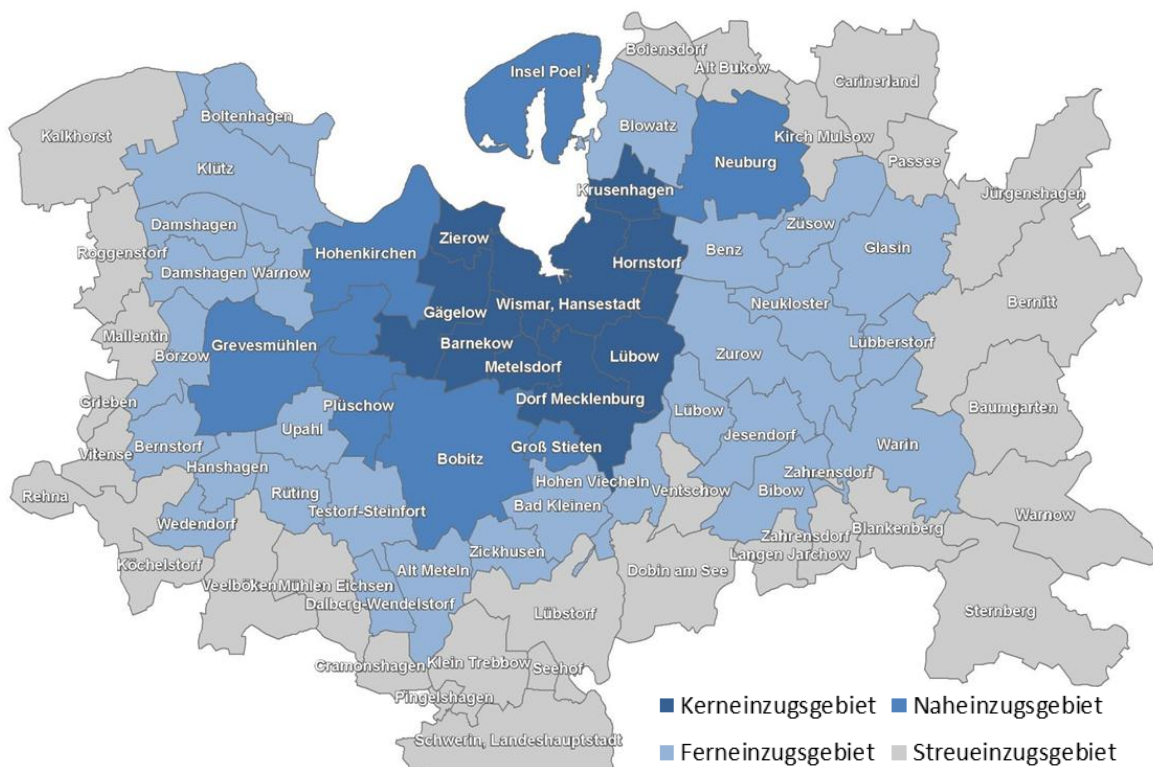 Boiensdorf
Alt Bukow
Insel Poel
Carinerland
Boltenhagen
Blowatz
Kalkhorst
Kirch Mulsow
Neuburg
Passee
Klütz
Krusenhagen
Jürgenshagen
Damshagen
Züsow
Zierow
Roggenstorf
Hohenkirchen
Benz
Glasin
Hornstorf
Damshagen Warnow
Wismar, Hansestadt
Neukloster
Bernitt
Gägelow
Mallentin
Grevesmühlen
Barnekow
Lübberstorf
Börzow
Lübow
Zurow
Metelsdorf
Grieben
Plüschow
Dorf Mecklenburg
Baumgarten
Lübow
Upahl
Jesendorf
Bernstorf
Warin
Groß Stieten
Vitense
Bobitz
Hanshagen
Zahrensdorf
Hohen Viecheln
Rehna
Rüting
Ventschow
Bibow
Testorf-Steinfort
Bad Kleinen
Warnow
Wedendorf
Blankenberg
Zahrensdorf
Zickhusen
Langen Jarchow
Köchelstorf
Alt Meteln
Dobin am See
Veelböken
Mühlen Eichsen
Dalberg-Wendelstorf
Lübstorf
Sternberg
Cramonshagen
Klein Trebbow
Seehof
Pingelshagen
Schwerin, Landeshauptstadt
Kerneinzugsgebiet
Naheinzugsgebiet
Ferneinzugsgebiet
Streueinzugsgebiet